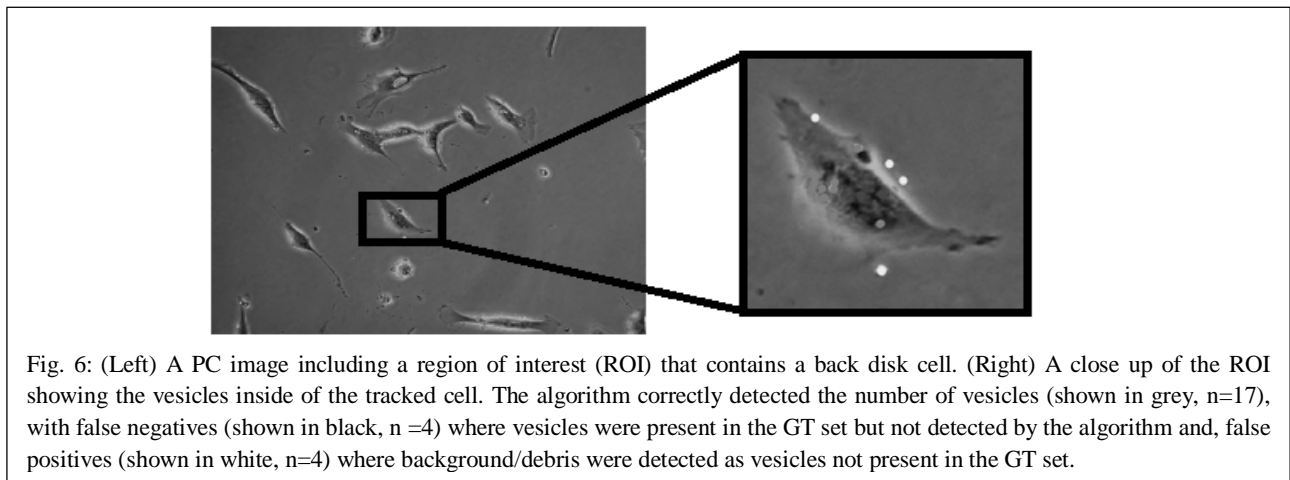 Fig. 6: (Left) A PC image including a region of interest (ROI) that contains a back disk cell. (Right) A close up of the ROI
showing the vesicles inside of the tracked cell. The algorithm correctly detected the number of vesicles (shown in grey, n=17),
with false negatives (shown in black, n =4) where vesicles were present in the GT set but not detected by the algorithm and, false
positives (shown in white, n=4) where background/debris were detected as vesicles not present in the GT set.